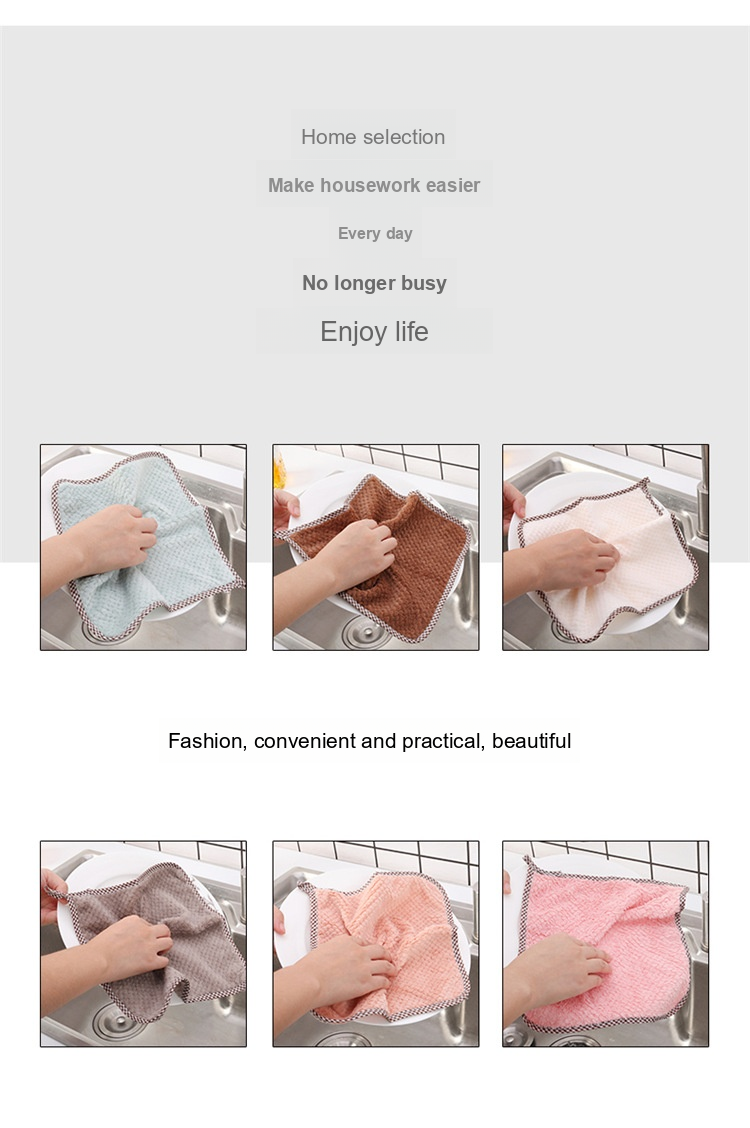 Home selection
Make housework easier
Every day
No longer busy
Enjoy life
Fashion, convenient and practical, beautiful